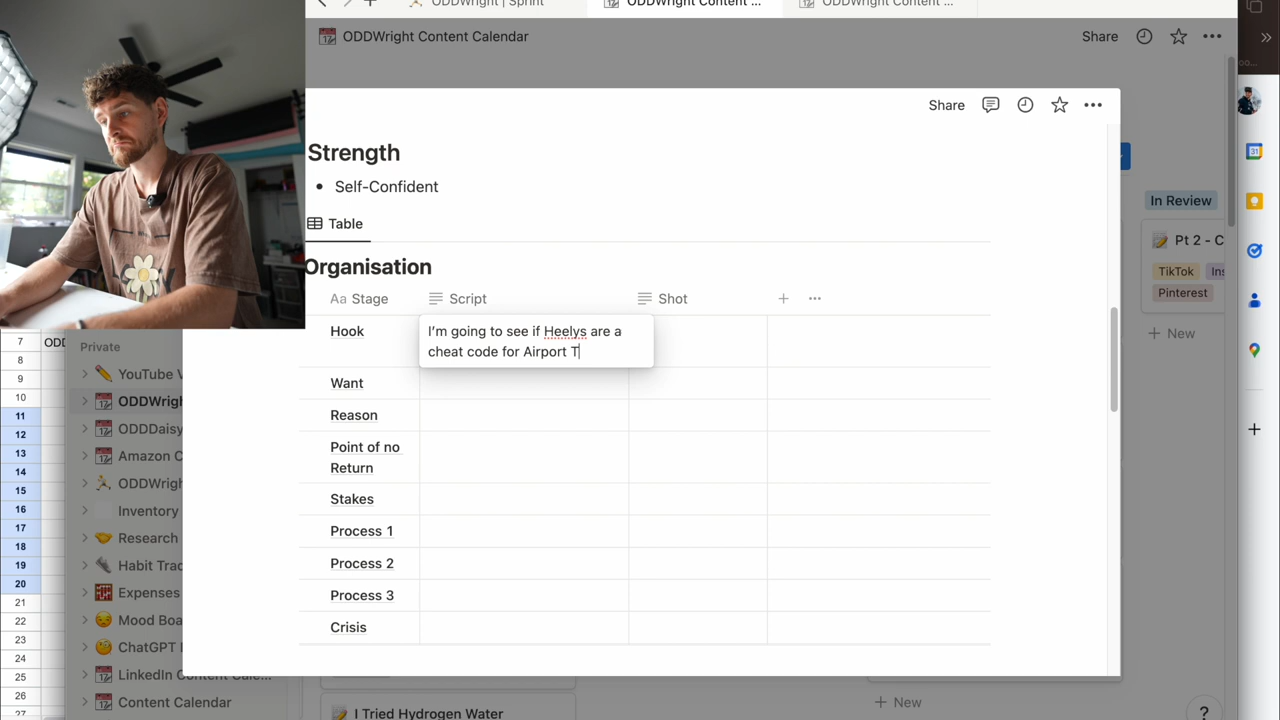 ODDWright | Sprint
ODDWright Content ...
ODDWright Content ...
ODDWright Content Calendar
Share
Share
Strength
Self-Confident
Table
Organisation
Aa Stage
Script
Shot
Hook
I'm going to see if Heelys are a
cheat code for Airport T
Want
Reason
Point of no
Return
Stakes
Process 1
Process 2
Process 3
Crisis
In Review
Pt 2 - C
TikTok
Ins
Pinterest
New
7
8
9
10
11
12
13
14
15
16
17
18
19
20
21
22
23
24
25
26
27
Private
YouTube V
ODDWrigh
ODDDaisy
Amazon C
ODDWrigh
Inventory
Research
Habit Trac
Expenses
Mood Boa
ChatGPT
LinkedIn Content Cale...
Content Calendar
I Tried Hydrogen Water
New
31
?